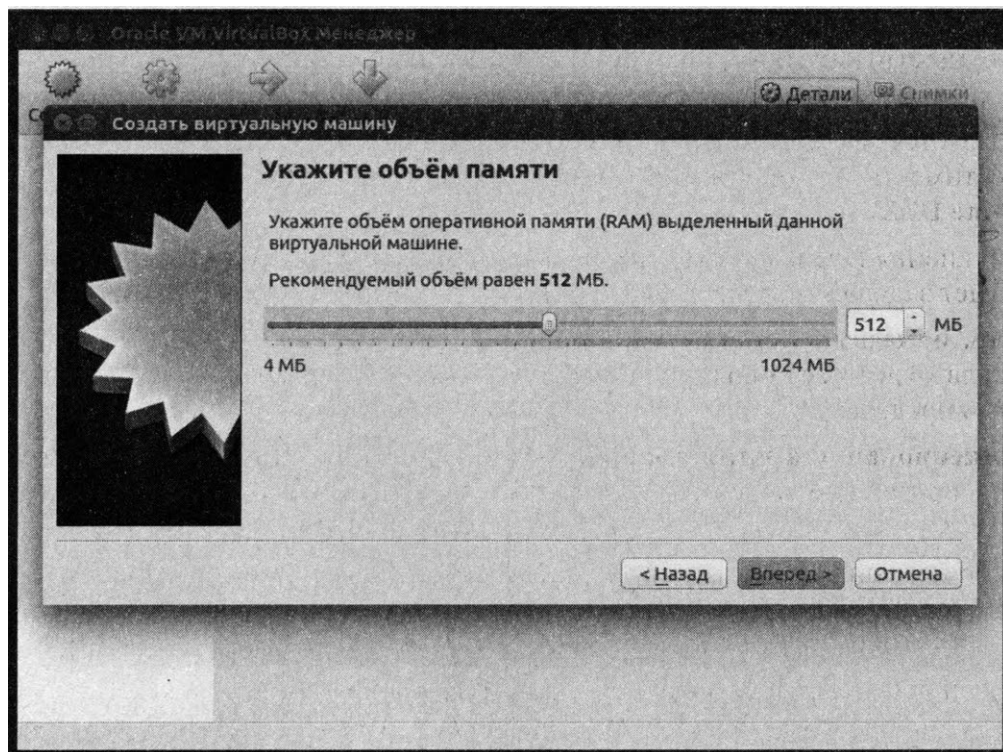 Oracle VM VirtualBox Менеджер
Детали
Снимки
Создать виртуальную машину
Укажите объём памяти
Укажите объём оперативной памяти (RAM) выделенный данной
виртуальной машине.
Рекомендуемый объём равен 512 МБ.
512 МБ
4 МБ
1024 МБ
< Назад
Вперед >
Отмена